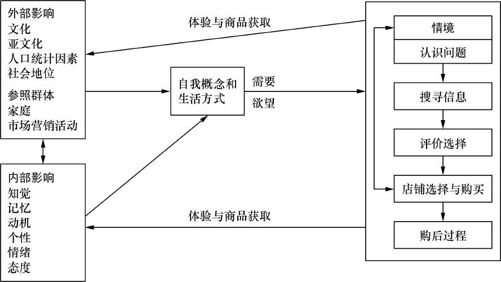 外部影响
文化
亚文化
人口统计因素
社会地位
参照群体
家庭
市场营销活动
内部影响
知觉
记忆
动机
个性
情绪
态度
体验与商品获取
自我概念和
生活方式
需要
欲望
体验与商品获取
情境
认识问题
搜寻信息
评价选择
店铺选择与购买
购后过程